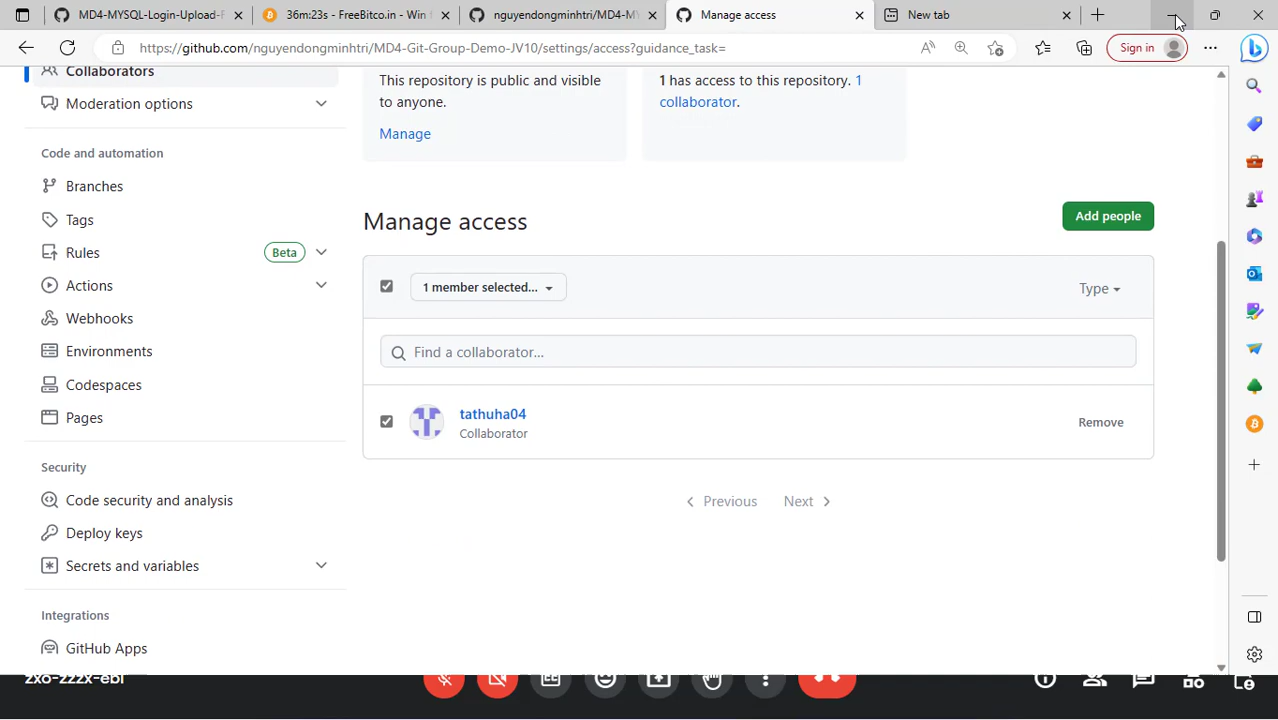 MD4-MYSQL-Login-Upload-F
36m:23s - FreeBitco.in - Win f
nguyendongminhtri/MD4-MY
Manage access
New tab
https://github.com/nguyendongminhtri/MD4-Git-Group-Demo-JV10/settings/access?guidance_task=
Sign in
Collaborators
Moderation options
Code and automation
Branches
Tags
Rules
Beta
Actions
Webhooks
Environments
Codespaces
Pages
Security
Code security and analysis
Deploy keys
Secrets and variables
Integrations
GitHub Apps
This repository is public and visible
to anyone.
Manage
1 has access to this repository. 1
collaborator.
Manage access
Add people
1 member selected...
Type
Find a collaborator...
tathuha04
Collaborator
Remove
Previous
Next
zxo-zzzx-ebi